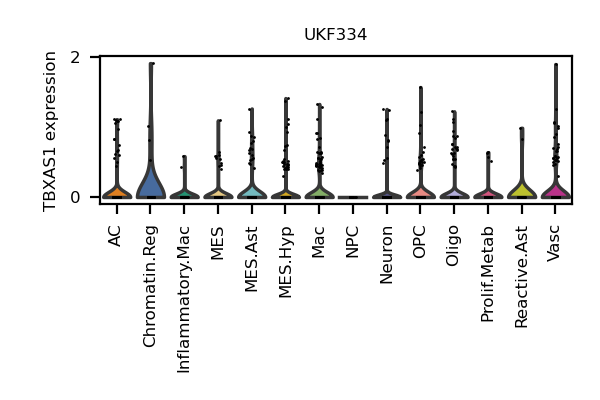 UKF334
TBXAS1 expression
2
0
AC
Chromatin.Reg
Inflammatory.Mac
MES
MES.Ast
MES.Hyp
Mac
NPC
Neuron
OPC
Oligo
Prolif.Metab
Reactive.Ast
Vasc